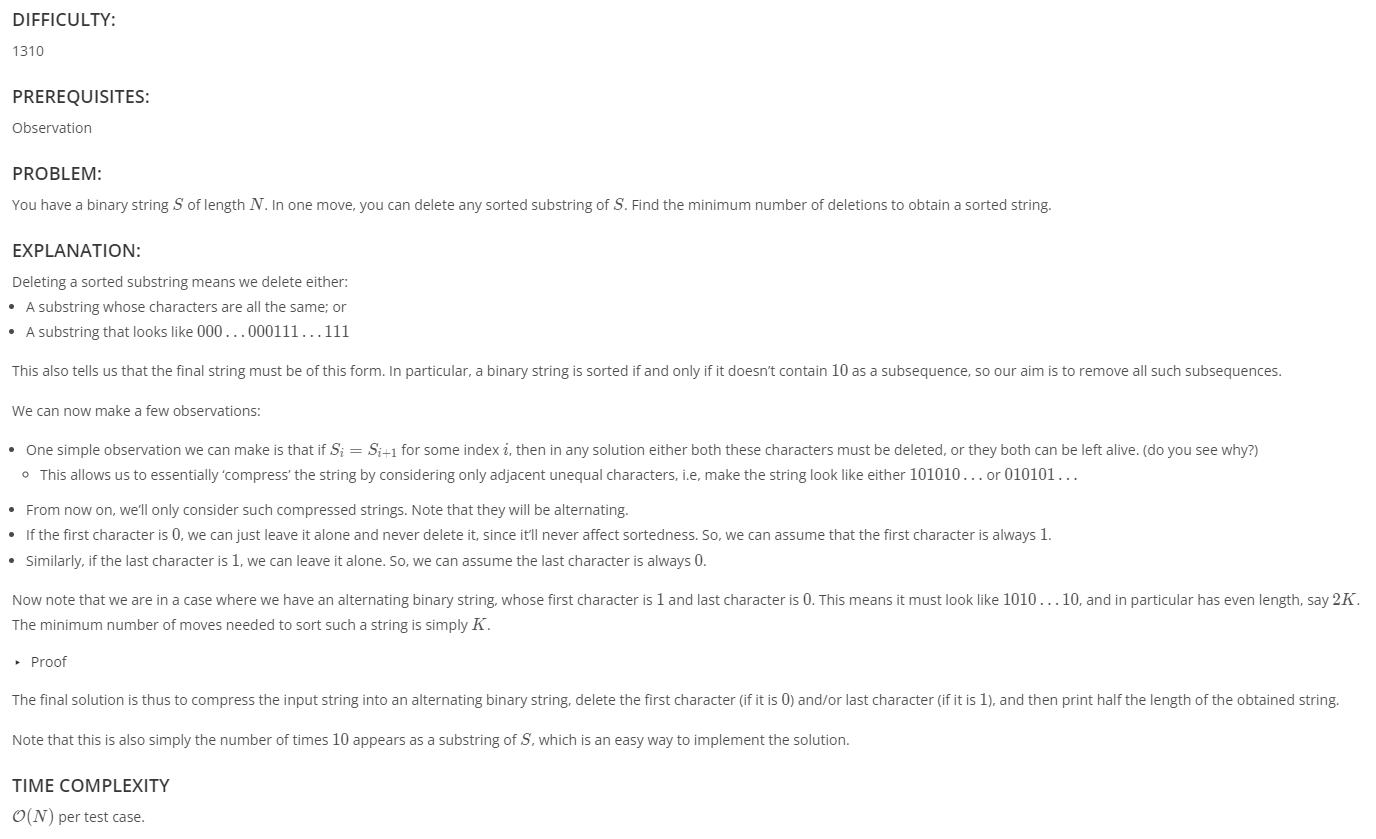 DIFFICULTY:
1310
PREREQUISITES:
Observation
PROBLEM:
You have a binary string S of length N. In one move, you can delete any sorted substring of S. Find the minimum number of deletions to obtain a sorted string.
EXPLANATION:
Deleting a sorted substring means we delete either:
• A substring whose characters are all the same; or
• A substring that looks like 000...000111...111
This also tells us that the final string must be of this form. In particular, a binary string is sorted if and only if it doesn’t contain 10 as a subsequence, so our aim is to remove all such subsequences.
We can now make a few observations:
• One simple observation we can make is that if S_i = S_{i+1} for some index i, then in any solution either both these characters must be deleted, or they both can be left alive. (do you see why?)
◦ This allows us to essentially ‘compress’ the string by considering only adjacent unequal characters, i.e, make the string look like either 101010... or 010101...
• From now on, we’ll only consider such compressed strings. Note that they will be alternating.
• If the first character is 0, we can just leave it alone and never delete it, since it’ll never affect sortedness. So, we can assume that the first character is always 1.
• Similarly, if the last character is 1, we can leave it alone. So, we can assume the last character is always 0.
Now note that we are in a case where we have an alternating binary string, whose first character is 1 and last character is 0. This means it must look like 1010...10, and in particular has even length, say 2K.
The minimum number of moves needed to sort such a string is simply K.
▸ Proof
The final solution is thus to compress the input string into an alternating binary string, delete the first character (if it is 0) and/or last character (if it is 1), and then print half the length of the obtained string.
Note that this is also simply the number of times 10 appears as a substring of S, which is an easy way to implement the solution.
TIME COMPLEXITY
O(N) per test case.